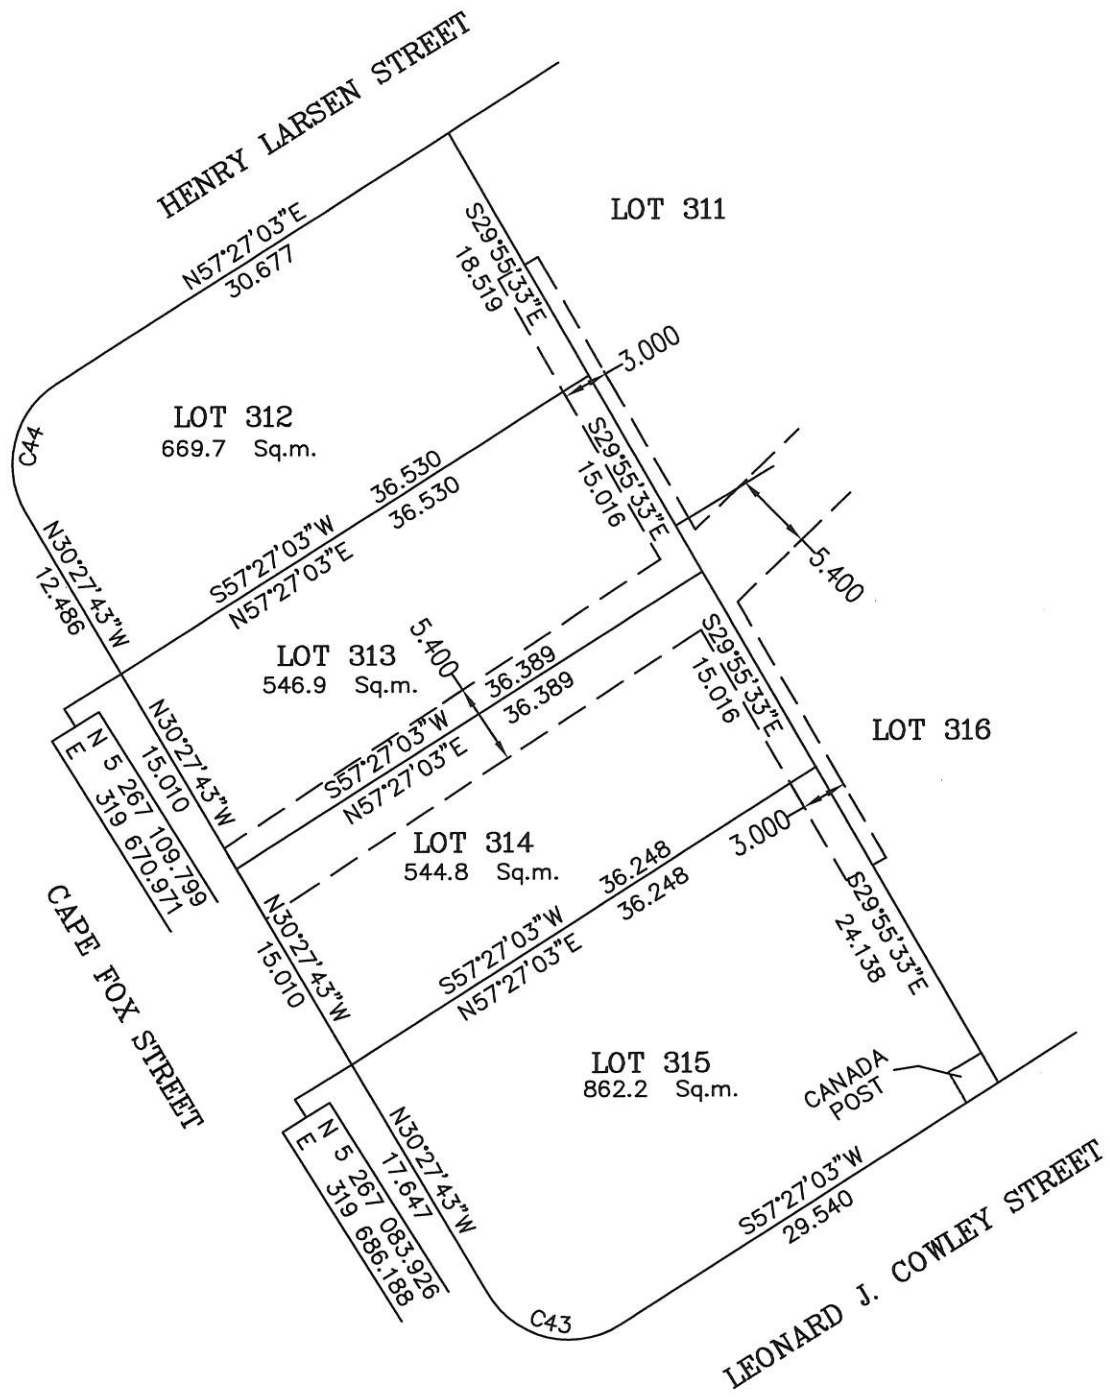 HENRY LARSEN STREET
N57°27'03"E
30.677
LOT 311
S29°55'33"E
18.519
3.000
LOT 312
669.7 Sq.m.
C44
36.530
36.530
S57°27'03"W
N57°27'03"E
S29°55'33"E
15.016
N30°27'43"W
12.486
5.400
LOT 313
546.9 Sq.m.
5.400
36.389
36.389
S57°27'03"W
N57°27'03"E
S29°55'33"E
15.016
LOT 316
N30°27'43"W
15.010
N 5 267 109.799
E 319 670.971
LOT 314
544.8 Sq.m.
3.000
36.248
36.248
S57°27'03"W
N57°27'03"E
S29°55'33"E
24.138
CAPE FOX STREET
N30°27'43"W
15.010
LOT 315
862.2 Sq.m.
CANADA
POST
N30°27'43"W
17.647
N 5 267 083.926
E 319 686.188
S57°27'03"W
29.540
C43
LEONARD J. COWLEY STREET